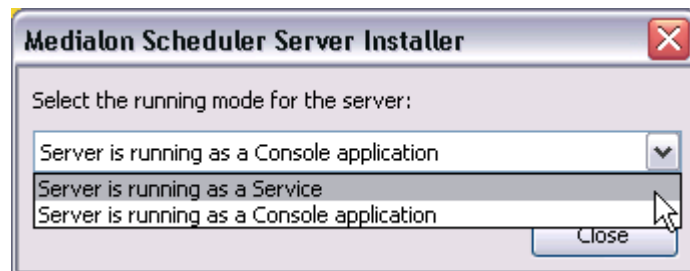 Medialon Scheduler Server Installer
Select the running mode for the server:
Server is running as a Console application
Server is running as a Service
Server is running as a Console application
Close